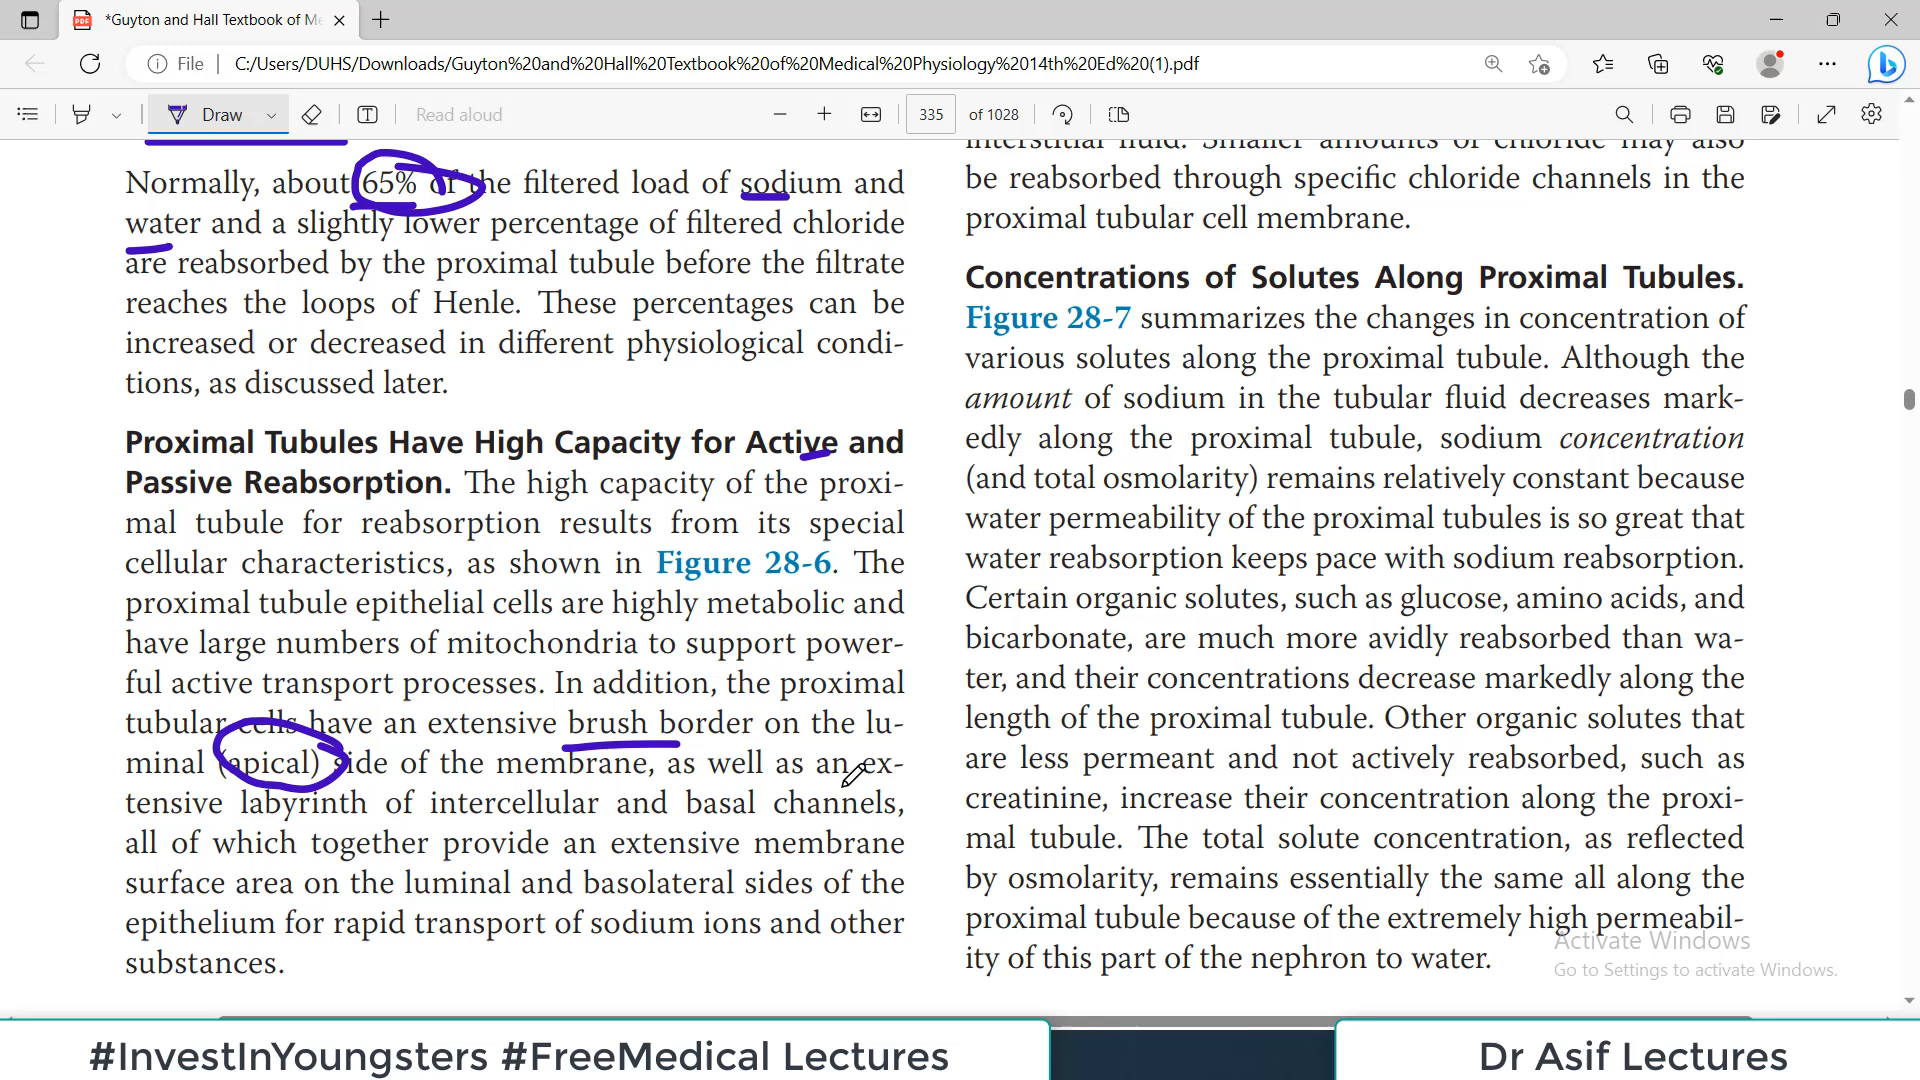 *Guyton and Hall Textbook of Me
File
C:/Users/DUHS/Downloads/Guyton%20and%20Hall%20Textbook%20of%20Medical%20Physiology%2014th%20Ed%20(1).pdf
Draw
Read aloud
335 of 1028
Normally, about 65% of the filtered load of sodium and
water and a slightly lower percentage of filtered chloride
are reabsorbed by the proximal tubule before the filtrate
reaches the loops of Henle. These percentages can be
increased or decreased in different physiological condi-
tions, as discussed later.
Proximal Tubules Have High Capacity for Active and
Passive Reabsorption. The high capacity of the proxi-
mal tubule for reabsorption results from its special
cellular characteristics, as shown in Figure 28-6. The
proximal tubule epithelial cells are highly metabolic and
have large numbers of mitochondria to support power-
ful active transport processes. In addition, the proximal
tubular cells have an extensive brush border on the lu-
minal (apical) side of the membrane, as well as an ex-
tensive labyrinth of intercellular and basal channels,
all of which together provide an extensive membrane
surface area on the luminal and basolateral sides of the
epithelium for rapid transport of sodium ions and other
substances.
interstitial fluid. Smaller amounts of chloride may also
be reabsorbed through specific chloride channels in the
proximal tubular cell membrane.
Concentrations of Solutes Along Proximal Tubules.
Figure 28-7 summarizes the changes in concentration of
various solutes along the proximal tubule. Although the
amount of sodium in the tubular fluid decreases mark-
edly along the proximal tubule, sodium concentration
(and total osmolarity) remains relatively constant because
water permeability of the proximal tubules is so great that
water reabsorption keeps pace with sodium reabsorption.
Certain organic solutes, such as glucose, amino acids, and
bicarbonate, are much more avidly reabsorbed than wa-
ter, and their concentrations decrease markedly along the
length of the proximal tubule. Other organic solutes that
are less permeant and not actively reabsorbed, such as
creatinine, increase their concentration along the proxi-
mal tubule. The total solute concentration, as reflected
by osmolarity, remains essentially the same all along the
proximal tubule because of the extremely high permeabil-
ity of this part of the nephron to water.
Activate Windows
Go to Settings to activate Windows.
#InvestInYoungsters #FreeMedical Lectures
Dr Asif Lectures